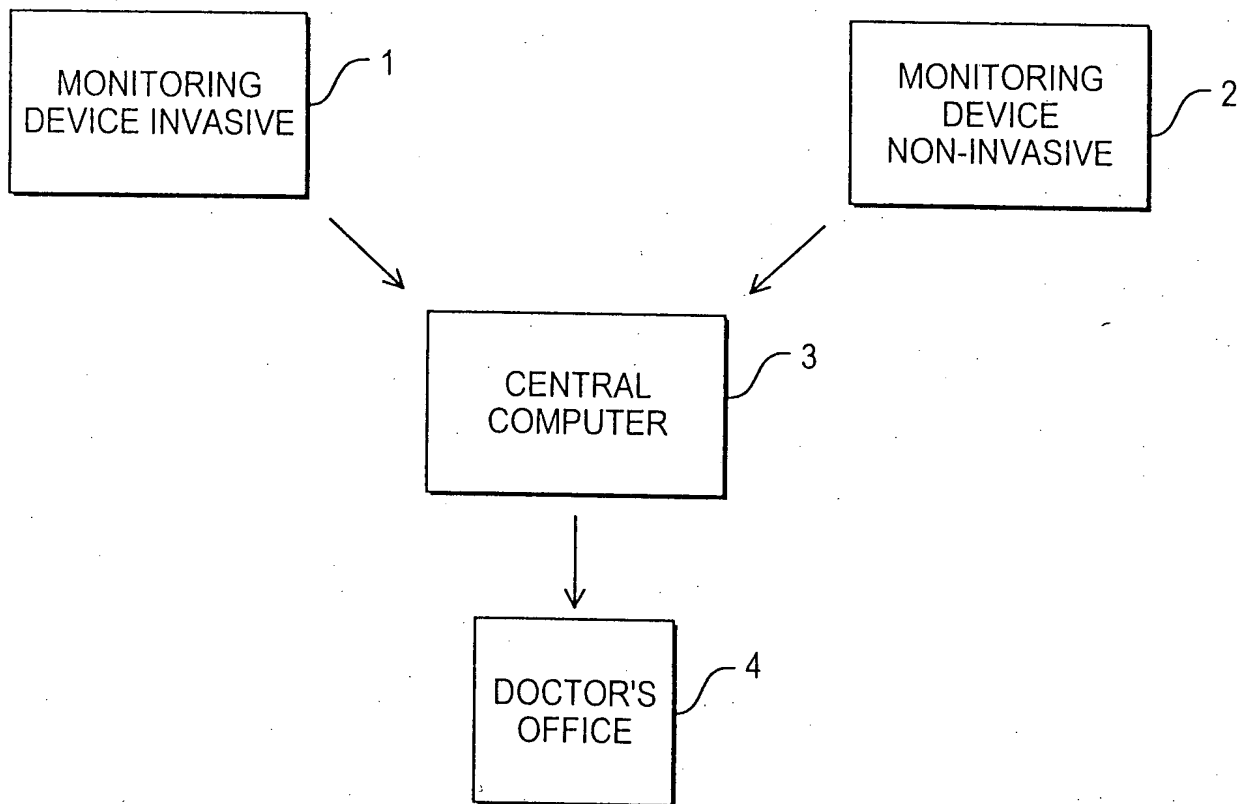 MONITORING
DEVICE INVASIVE
1
MONITORING
DEVICE
NON-INVASIVE
2
CENTRAL
COMPUTER
3
DOCTOR'S
OFFICE
4